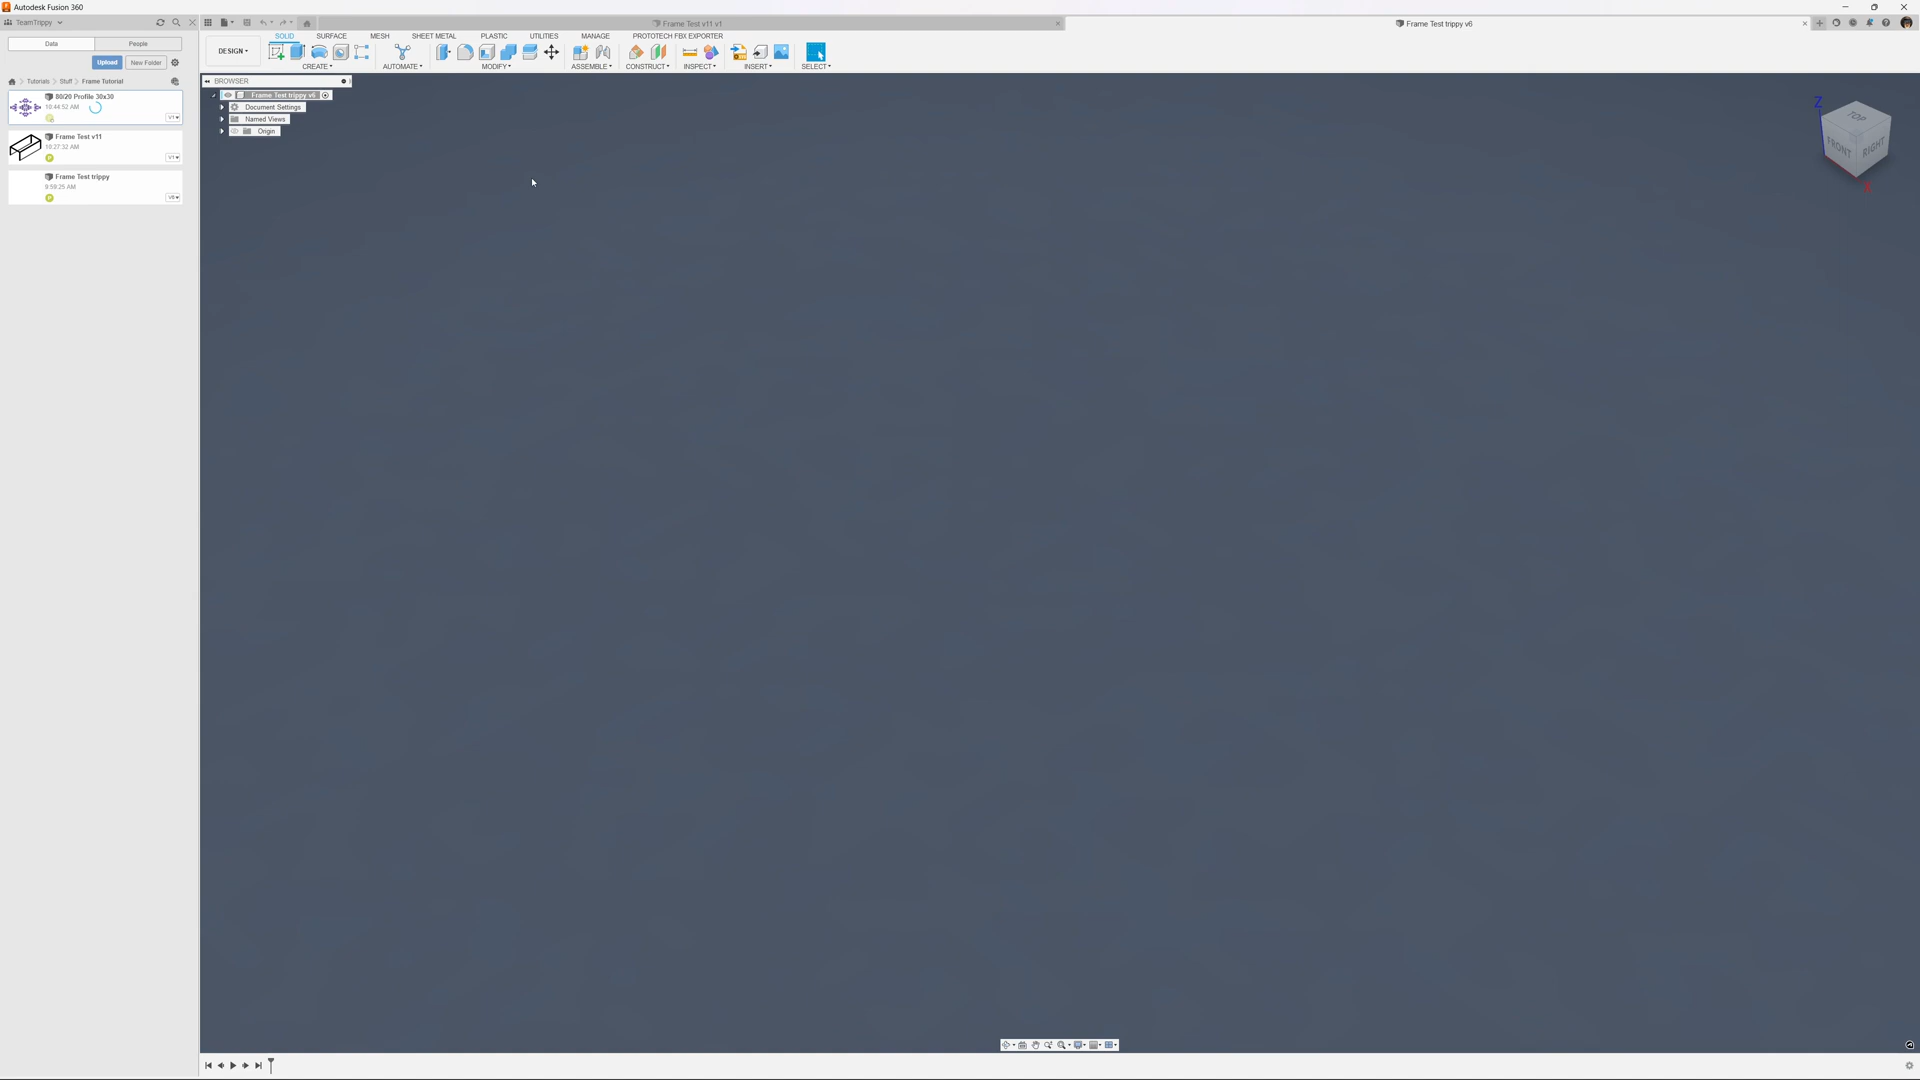 Autodesk Fusion 360
TeamTrippy
Frame Test v11 v1
Frame Test trippy v6
Data
People
Upload
New Folder
Tutorials > Stuff > Frame Tutorial
80/20 Profile 30x30
10:44:52 AM
V1
Frame Test v11
10:27:32 AM
P
V1
Frame Test trippy
9:59:25 AM
P
V6
DESIGN
SOLID
SURFACE
MESH
SHEET METAL
PLASTIC
UTILITIES
MANAGE
PROTOTECH FBX EXPORTER
CREATE
AUTOMATE
MODIFY
ASSEMBLE
CONSTRUCT
INSPECT
INSERT
SELECT
BROWSER
Frame Test trippy v6
Document Settings
Named Views
Origin
Z
TOP
FRONT
RIGHT
X